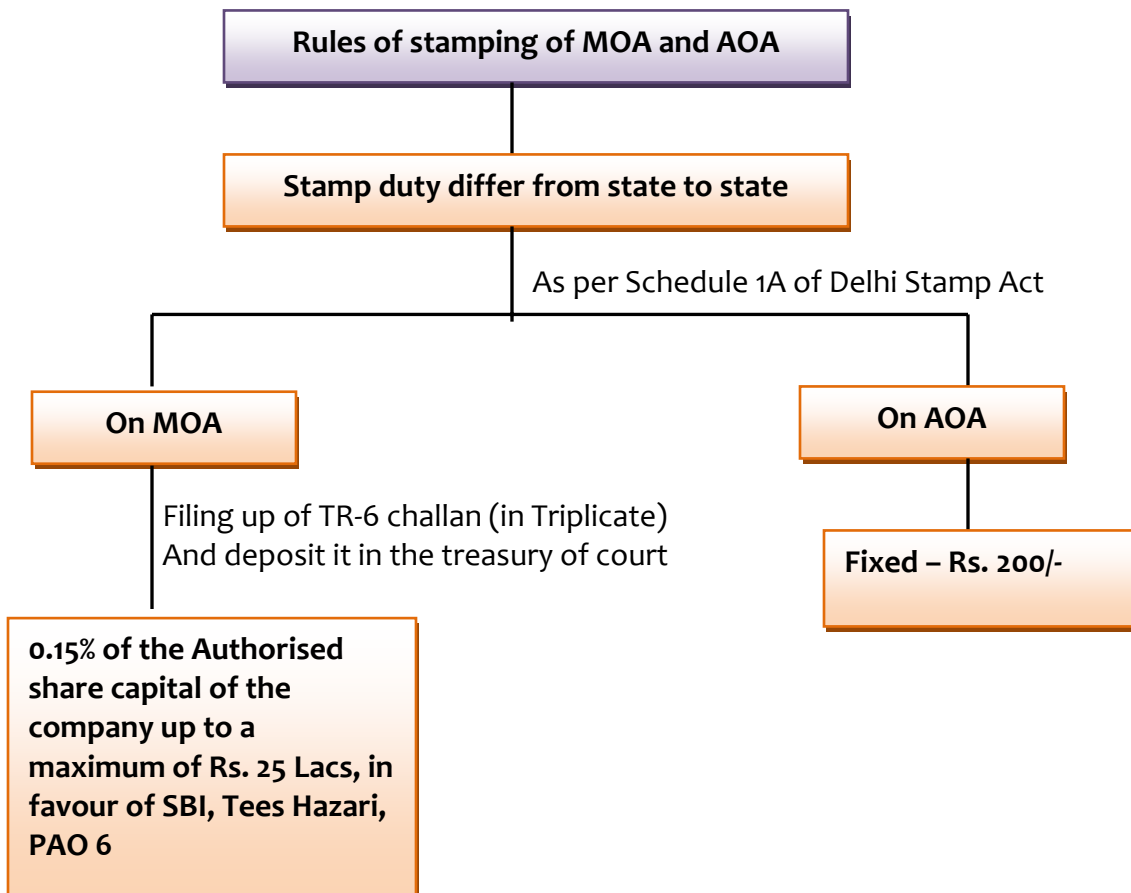 Rules of stamping of MOA and AOA
Stamp duty differ from state to state
As per Schedule 1A of Delhi Stamp Act
On MOA
On AOA
Filing up of TR-6 challan (in Triplicate)
And deposit it in the treasury of court
Fixed – Rs. 200/-
0.15% of the Authorised
share capital of the
company up to a
maximum of Rs. 25 Lacs, in
favour of SBI, Tees Hazari,
PAO 6